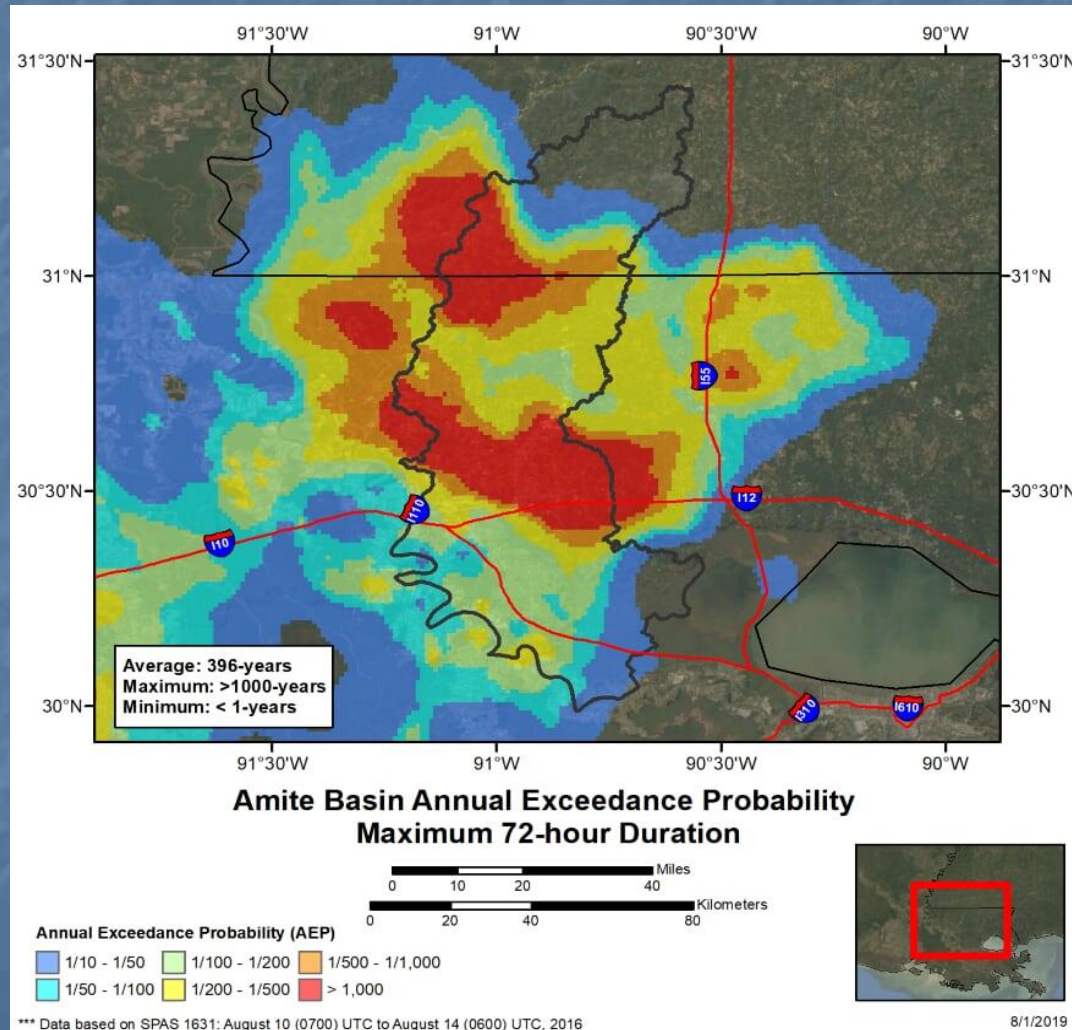 91°30'W 91°W 90°30'W 90°W
31°30'N 31°30'N
31°N 31°N
I55
30°30'N 30°30'N
I110
I12
I10
Average: 396-years
Maximum: >1000-years
Minimum: < 1-years
30°N 30°N
I310
I610
91°30'W 91°W 90°30'W 90°W
Amite Basin Annual Exceedance Probability
Maximum 72-hour Duration
Miles
0 10 20 40
Kilometers
0 20 40 80
Annual Exceedance Probability (AEP)
1/10 - 1/50 1/100 - 1/200 1/500 - 1/1,000
1/50 - 1/100 1/200 - 1/500 > 1,000
*** Data based on SPAS 1631: August 10 (0700) UTC to August 14 (0600) UTC, 2016
8/1/2019